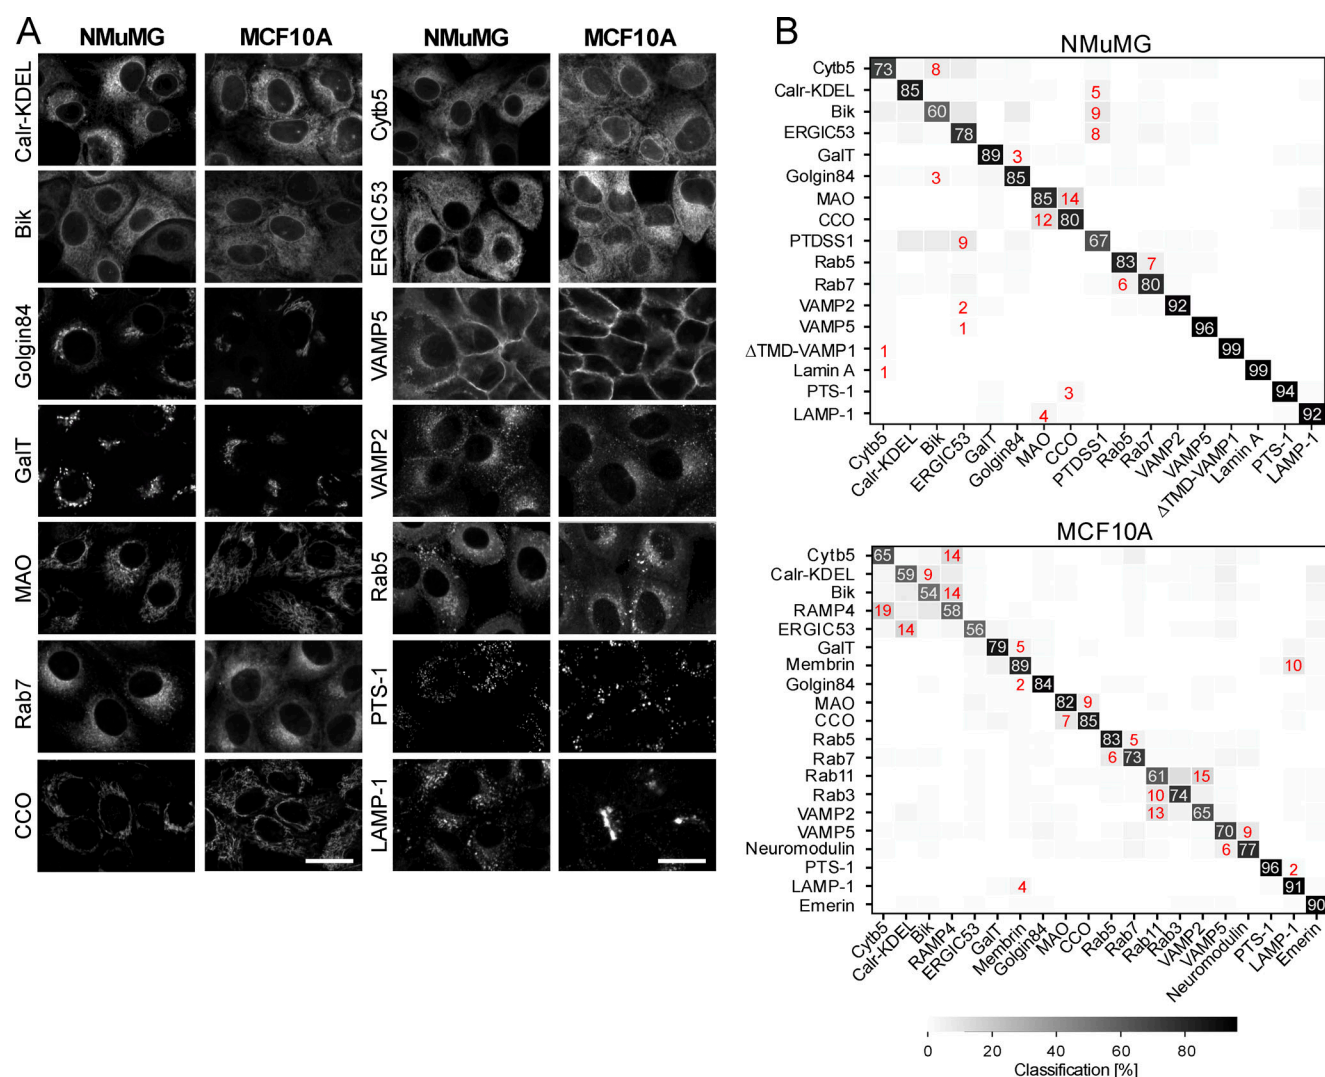 A
NMuMG MCF10A NMuMG MCF10A
Calr-KDEL
Cytb5
Bik
ERGIC53
Golgin84
VAMP5
GalT
VAMP2
MAO
Rab5
Rab7
PTS-1
CCO
LAMP-1
B
NMuMG
Cytb5 73 8
Calr-KDEL 85 5
Bik 60 9
ERGIC53 78 8
GalT 89 3
Golgin84 3 85
MAO 85 14
CCO 12 80
PTDSS1 9 67
Rab5 83 7
Rab7 6 80
VAMP2 2 92
VAMP5 1 96
ΔTMD-VAMP1 1 99
Lamin A 1 99
PTS-1 3 94
LAMP-1 4 92
Cytb5 Calr-KDEL Bik ERGIC53 GalT Golgin84 MAO CCO PTDSS1 Rab5 Rab7 VAMP2 VAMP5 ΔTMD-VAMP1 Lamin A PTS-1 LAMP-1
MCF10A
Cytb5 65 14
Calr-KDEL 59 9
Bik 54 14
RAMP4 19 58
ERGIC53 14 56
GalT 79 5
Membrin 89 10
Golgin84 2 84
MAO 82 9
CCO 7 85
Rab5 83 5
Rab7 6 73
Rab11 61 15
Rab3 10 74
VAMP2 13 65
VAMP5 70 9
Neuromodulin 6 77
PTS-1 96 2
LAMP-1 4 91
Emerin 90
Cytb5 Calr-KDEL Bik RAMP4 ERGIC53 GalT Membrin Golgin84 MAO CCO Rab5 Rab7 Rab11 Rab3 VAMP2 VAMP5 Neuromodulin PTS-1 LAMP-1 Emerin
0 20 40 60 80
Classification [%]